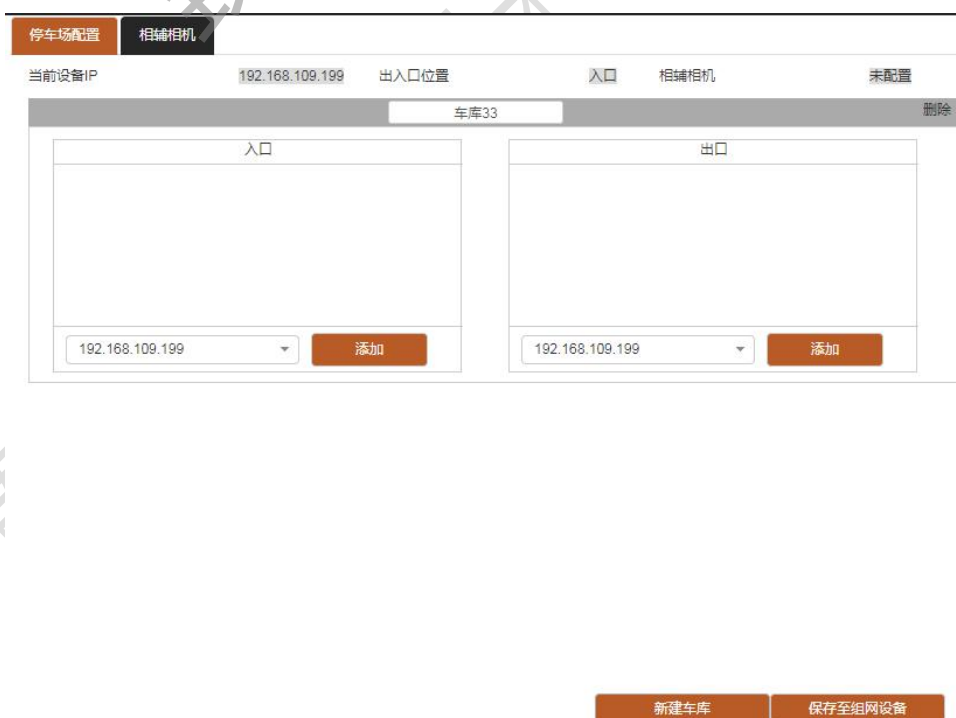 停车场配置 相辅相机
当前设备IP 192.168.109.199 出入口位置 入口 相辅相机 未配置
车库33 删除
入口 出口
192.168.109.199 添加 192.168.109.199 添加
新建车库 保存至组网设备